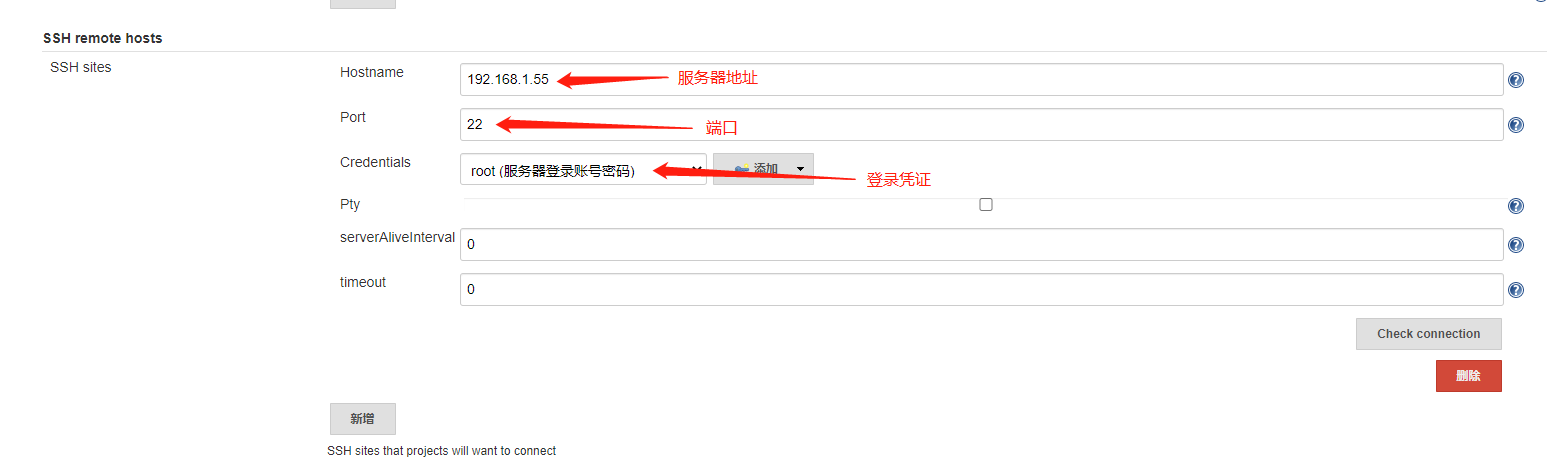 SSH remote hosts
SSH sites
Hostname
192.168.1.55
服务器地址
Port
22
端口
Credentials
root (服务器登录账号密码)
添加
登录凭证
Pty
serverAliveInterval
0
timeout
0
Check connection
删除
新增
SSH sites that projects will want to connect